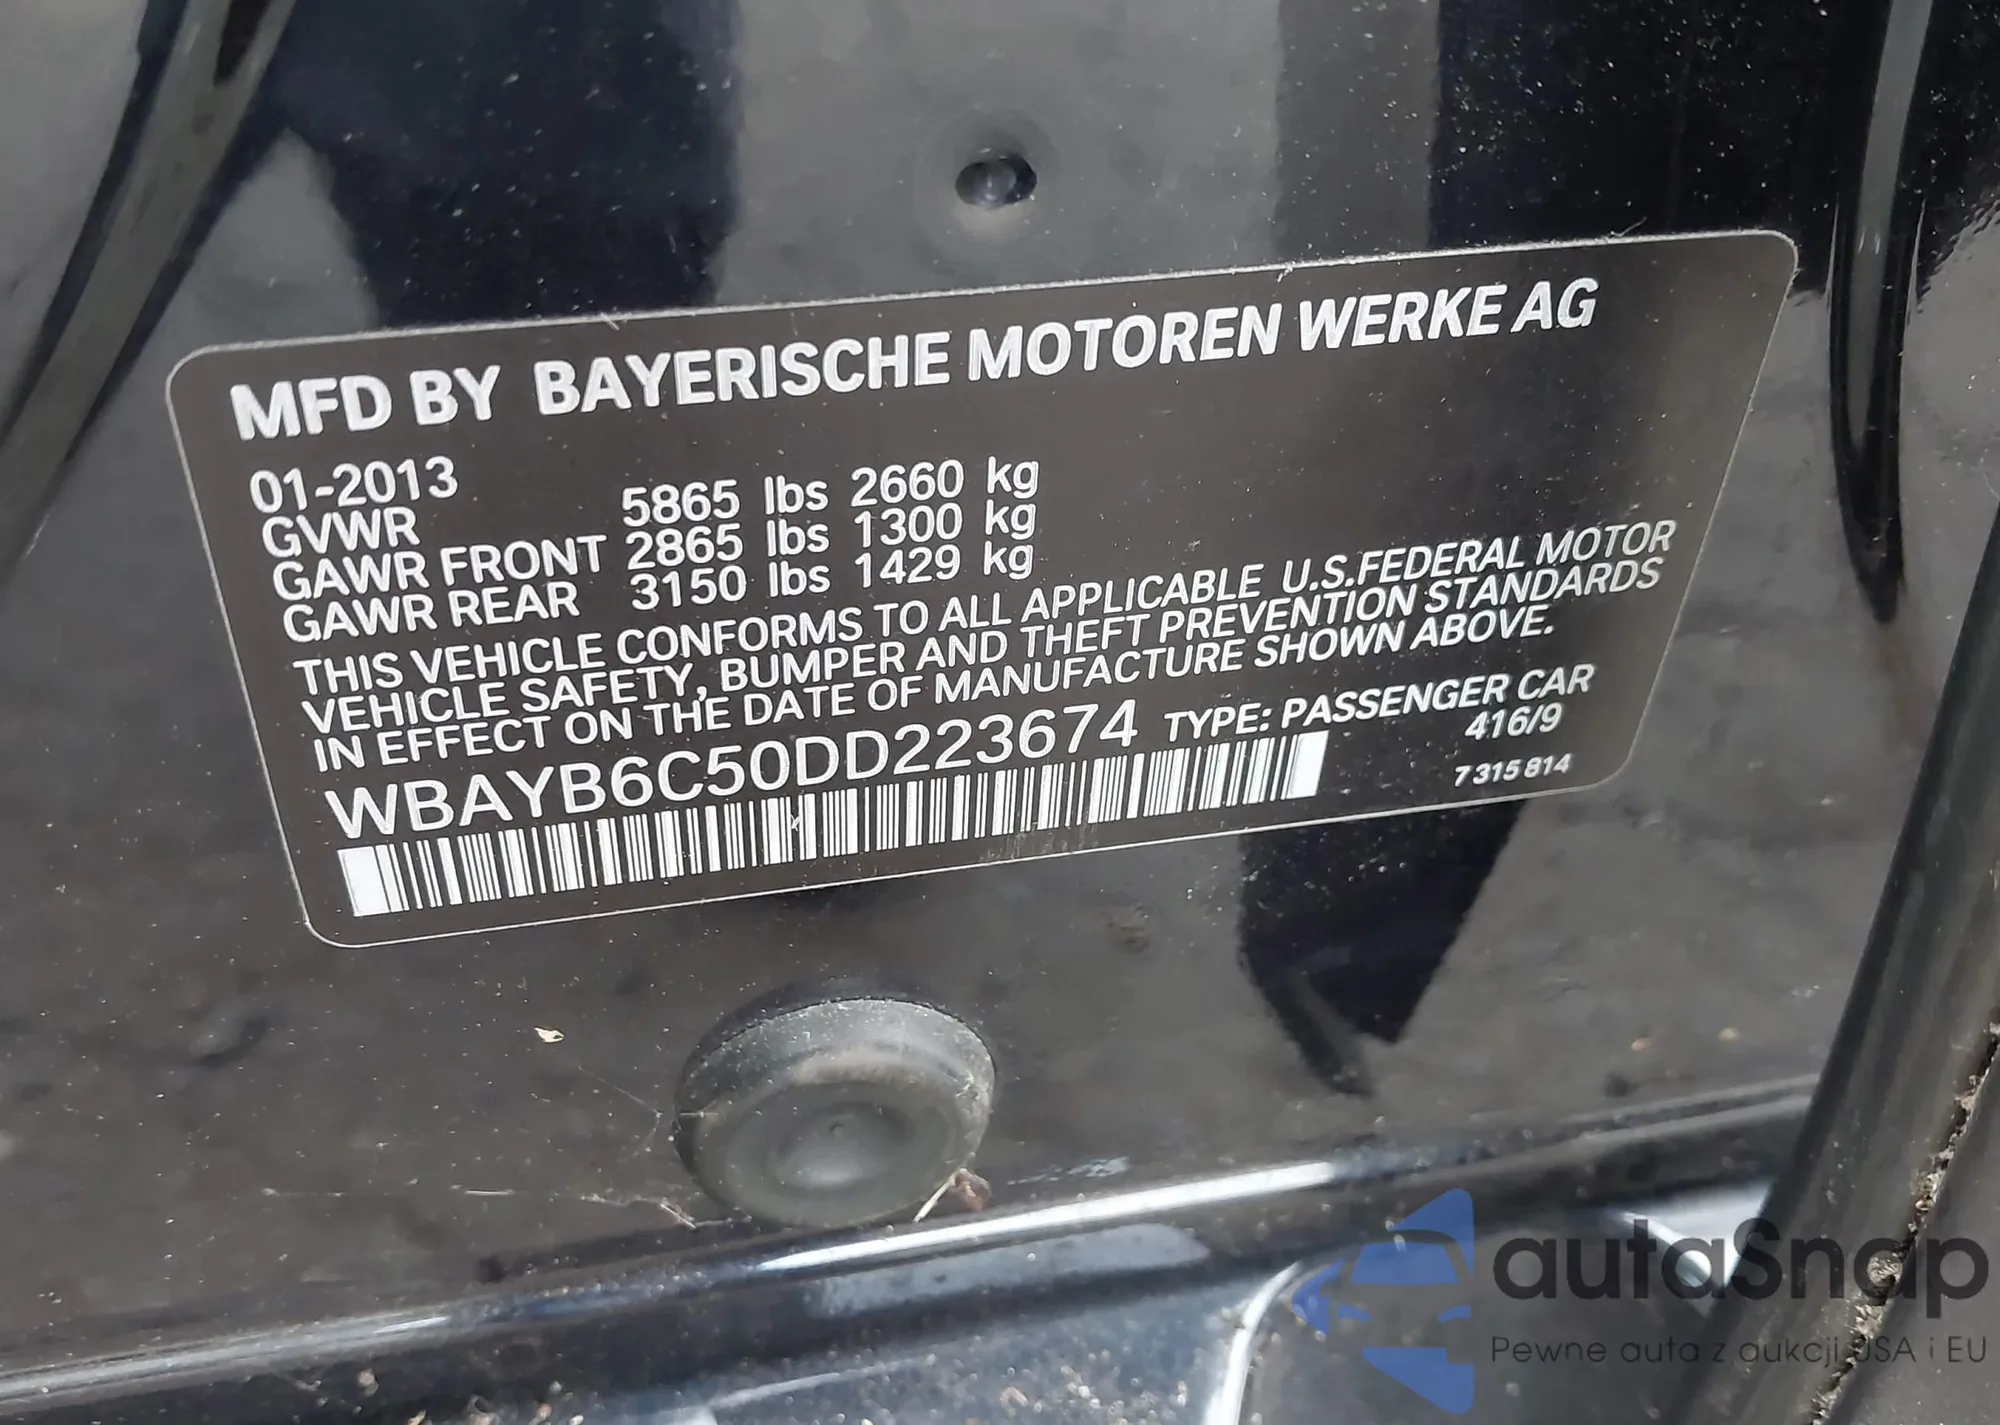 MFD BY BAYERISCHE MOTOREN WERKE AG
01-2013
GVWR 5865 lbs 2660 kg
GAWR FRONT 2865 lbs 1300 kg
GAWR REAR 3150 lbs 1429 kg
THIS VEHICLE CONFORMS TO ALL APPLICABLE U.S.FEDERAL MOTOR
VEHICLE SAFETY, BUMPER AND THEFT PREVENTION STANDARDS
IN EFFECT ON THE DATE OF MANUFACTURE SHOWN ABOVE.
WBAYB6C50DD223674 TYPE: PASSENGER CAR
416/9
7 315 814
autaSnap
Pewne auta z aukcji USA i EU